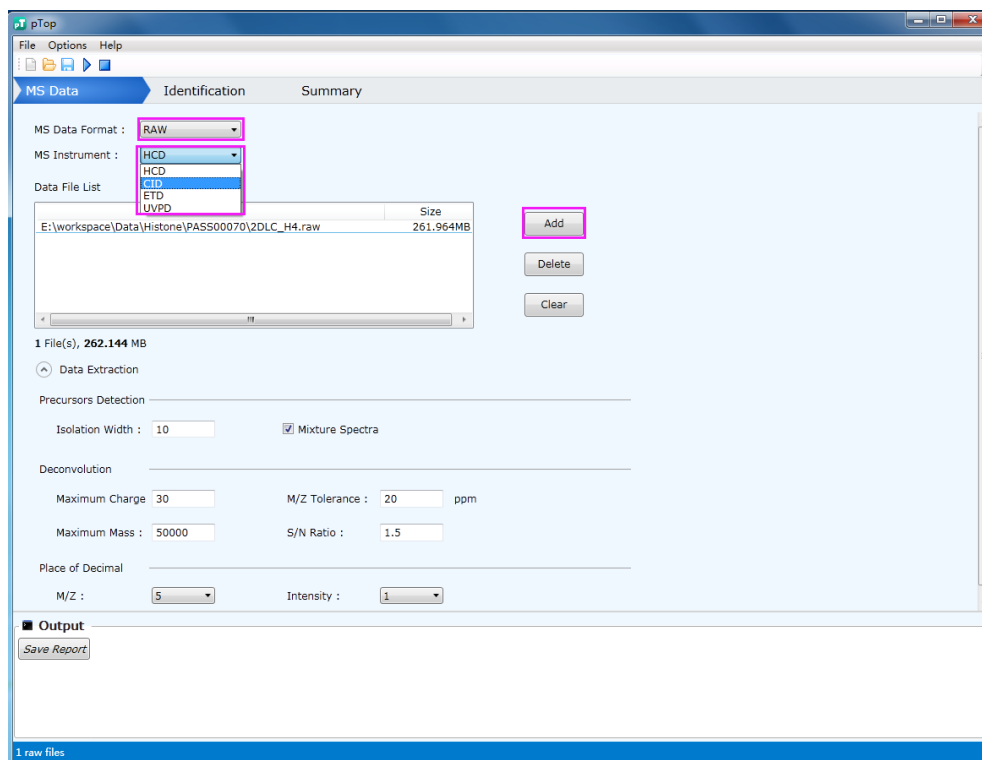 pT pTop
File Options Help
MS Data Identification Summary
MS Data Format : RAW
MS Instrument : HCD
HCD
CID
ETD
UVPD
Data File List
Size
E:\workspace\Data\Histone\PASS00070\2DLC_H4.raw 261.964MB
Add
Delete
Clear
1 File(s), 262.144 MB
Data Extraction
Precursors Detection
Isolation Width : 10 Mixture Spectra
Deconvolution
Maximum Charge 30 M/Z Tolerance : 20 ppm
Maximum Mass : 50000 S/N Ratio : 1.5
Place of Decimal
M/Z : 5 Intensity : 1
Output
Save Report
1 raw files